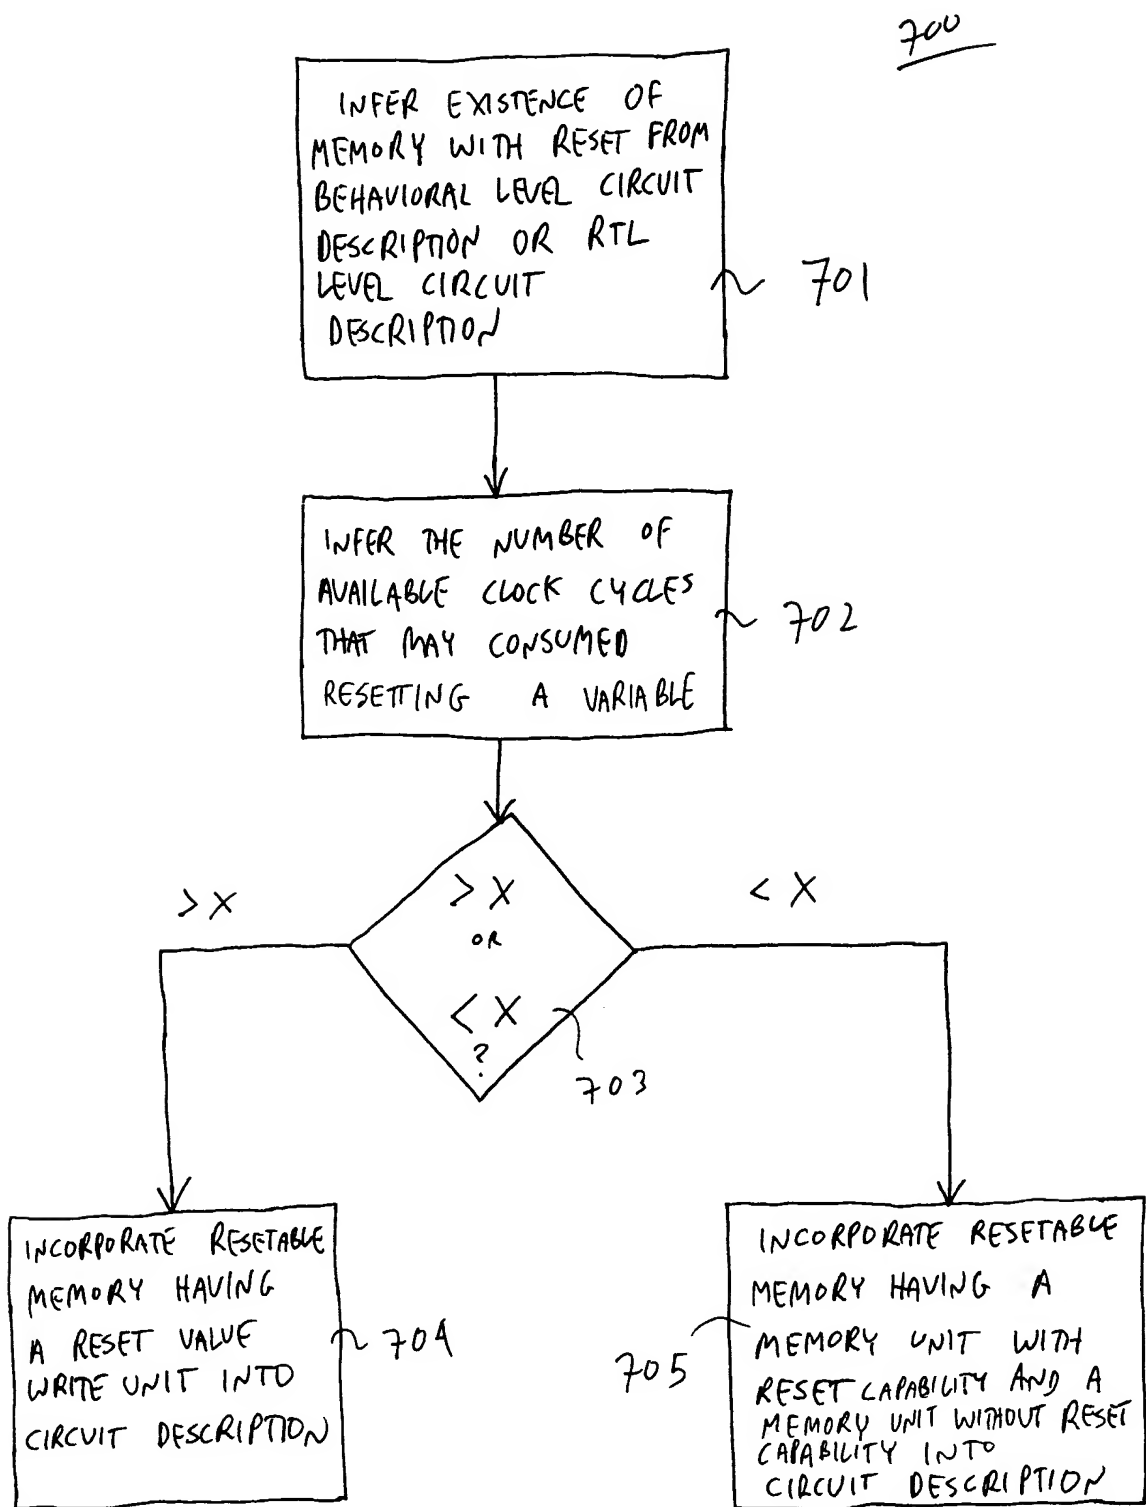 700
INFER EXISTENCE OF
MEMORY WITH RESET FROM
BEHAVIORAL LEVEL CIRCUIT
DESCRIPTION OR RTL
LEVEL CIRCUIT
DESCRIPTION
701
INFER THE NUMBER OF
AVAILABLE CLOCK CYCLES
THAT MAY CONSUMED
RESETTING A VARIABLE
702
> X
> X
OR
< X
?
< X
703
INCORPORATE RESETABLE
MEMORY HAVING
A RESET VALUE
WRITE UNIT INTO
CIRCUIT DESCRIPTION
704
INCORPORATE RESETABLE
MEMORY HAVING A
MEMORY UNIT WITH
RESET CAPABILITY AND A
MEMORY UNIT WITHOUT RESET
CAPABILITY INTO
CIRCUIT DESCRIPTION
705